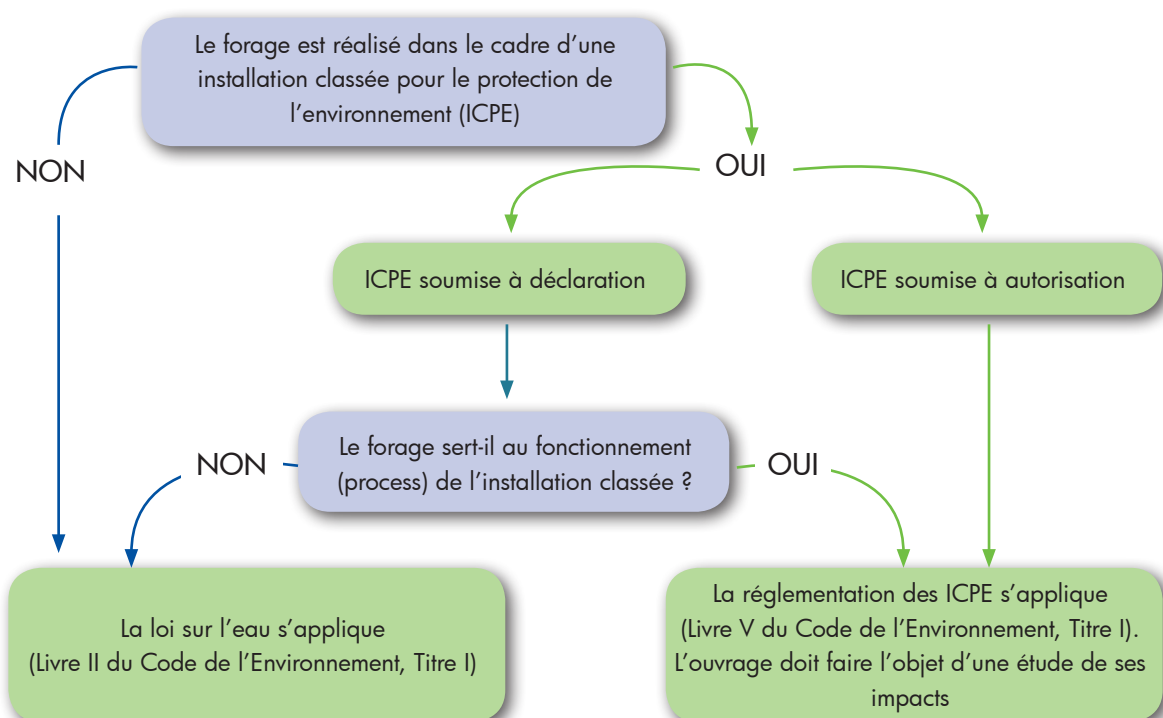 Le forage est réalisé dans le cadre d’une
installation classée pour le protection de
l’environnement (ICPE)
NON
OUI
ICPE soumise à déclaration
ICPE soumise à autorisation
Le forage sert-il au fonctionnement
(process) de l’installation classée ?
NON
OUI
La loi sur l’eau s’applique
(Livre II du Code de l’Environnement, Titre I)
La réglementation des ICPE s’applique
(Livre V du Code de l’Environnement, Titre I).
L’ouvrage doit faire l’objet d’une étude de ses
impacts